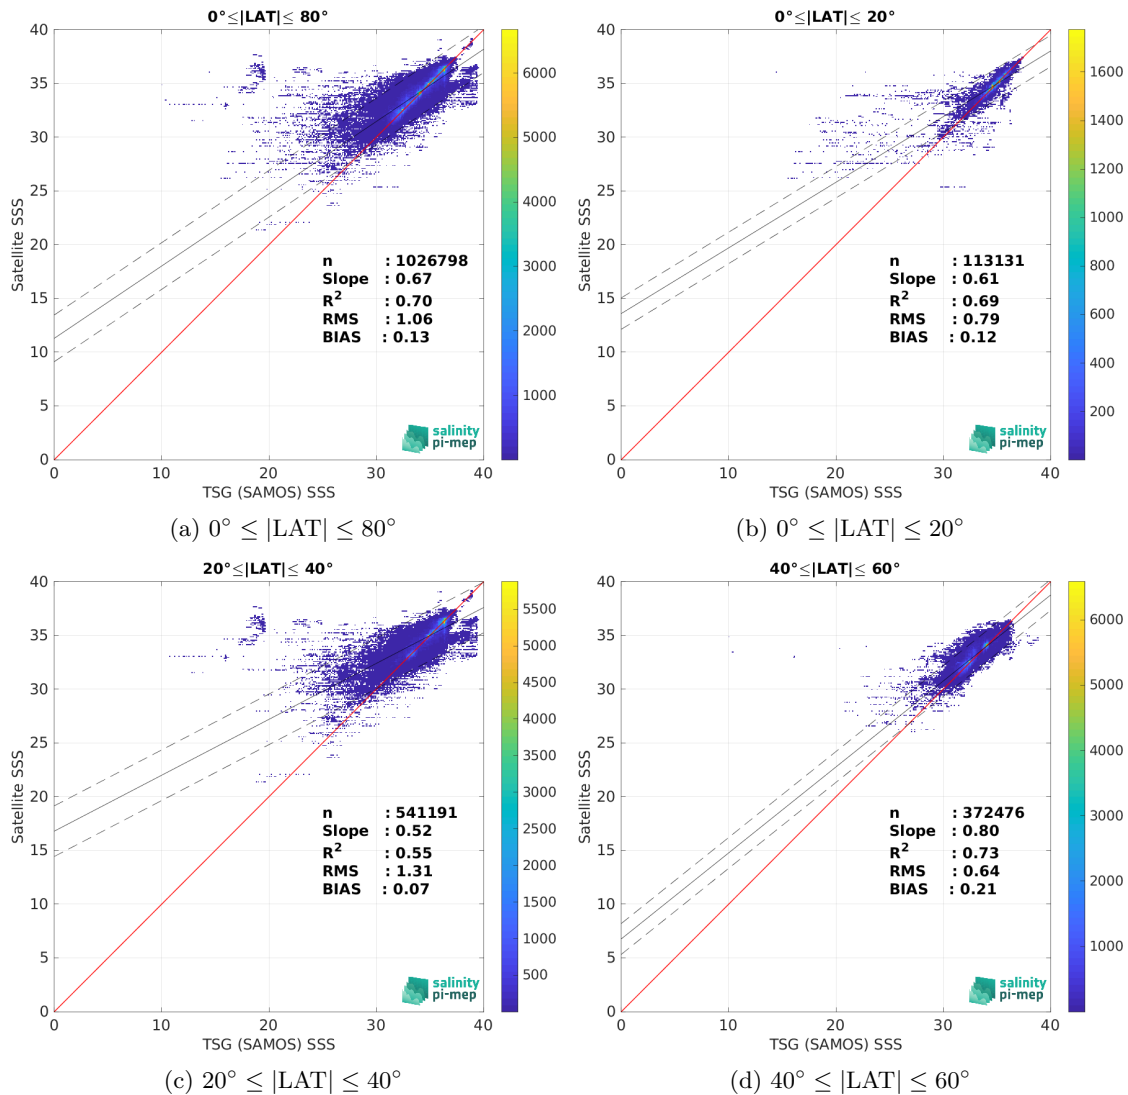 0°≤|LAT|≤ 80°
40
35
30
25
20
15
10
5
0
Satellite SSS
0
10
20
30
40
TSG (SAMOS) SSS
n : 1026798
Slope : 0.67
R² : 0.70
RMS : 1.06
BIAS : 0.13
salinity
pi-mep
6000
5000
4000
3000
2000
1000
(a) 0° ≤ |LAT| ≤ 80°
0°≤|LAT|≤ 20°
40
35
30
25
20
15
10
5
0
Satellite SSS
0
10
20
30
40
TSG (SAMOS) SSS
n : 113131
Slope : 0.61
R² : 0.69
RMS : 0.79
BIAS : 0.12
salinity
pi-mep
1600
1400
1200
1000
800
600
400
200
(b) 0° ≤ |LAT| ≤ 20°
20°≤|LAT|≤ 40°
40
35
30
25
20
15
10
5
0
Satellite SSS
0
10
20
30
40
TSG (SAMOS) SSS
n : 541191
Slope : 0.52
R² : 0.55
RMS : 1.31
BIAS : 0.07
salinity
pi-mep
5500
5000
4500
4000
3500
3000
2500
2000
1500
1000
500
(c) 20° ≤ |LAT| ≤ 40°
40°≤|LAT|≤ 60°
40
35
30
25
20
15
10
5
0
Satellite SSS
0
10
20
30
40
TSG (SAMOS) SSS
n : 372476
Slope : 0.80
R² : 0.73
RMS : 0.64
BIAS : 0.21
salinity
pi-mep
6000
5000
4000
3000
2000
1000
(d) 40° ≤ |LAT| ≤ 60°